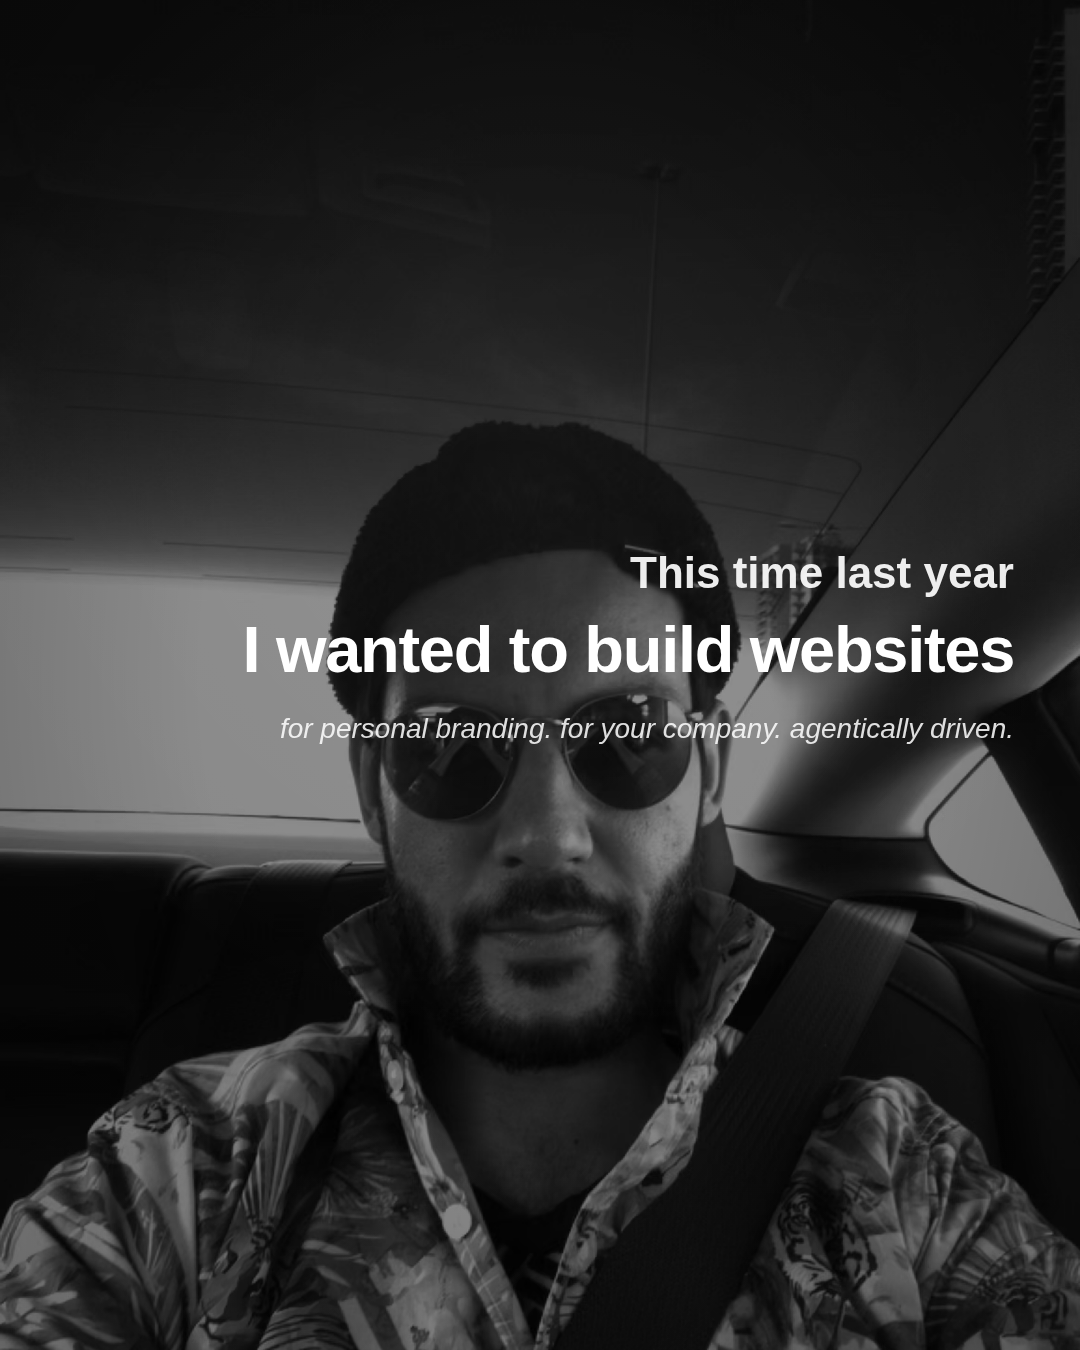 This time last year
I wanted to build websites
for personal branding. for your company. agentically driven.